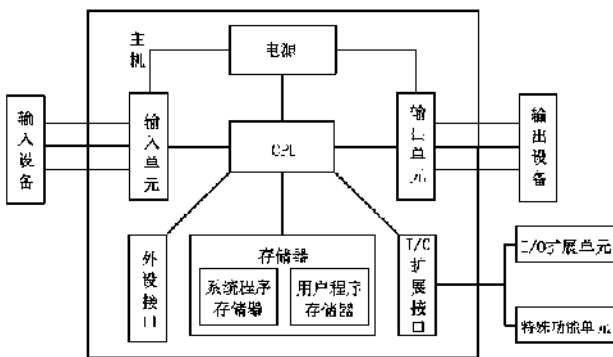 主机
电源
输入设备
输入单元
CPL
输出单元
输出设备
外设接口
存储器
系统程序
存储器
用户程序
存储器
I/C扩展接口
I/O扩展单元
特殊功能单元